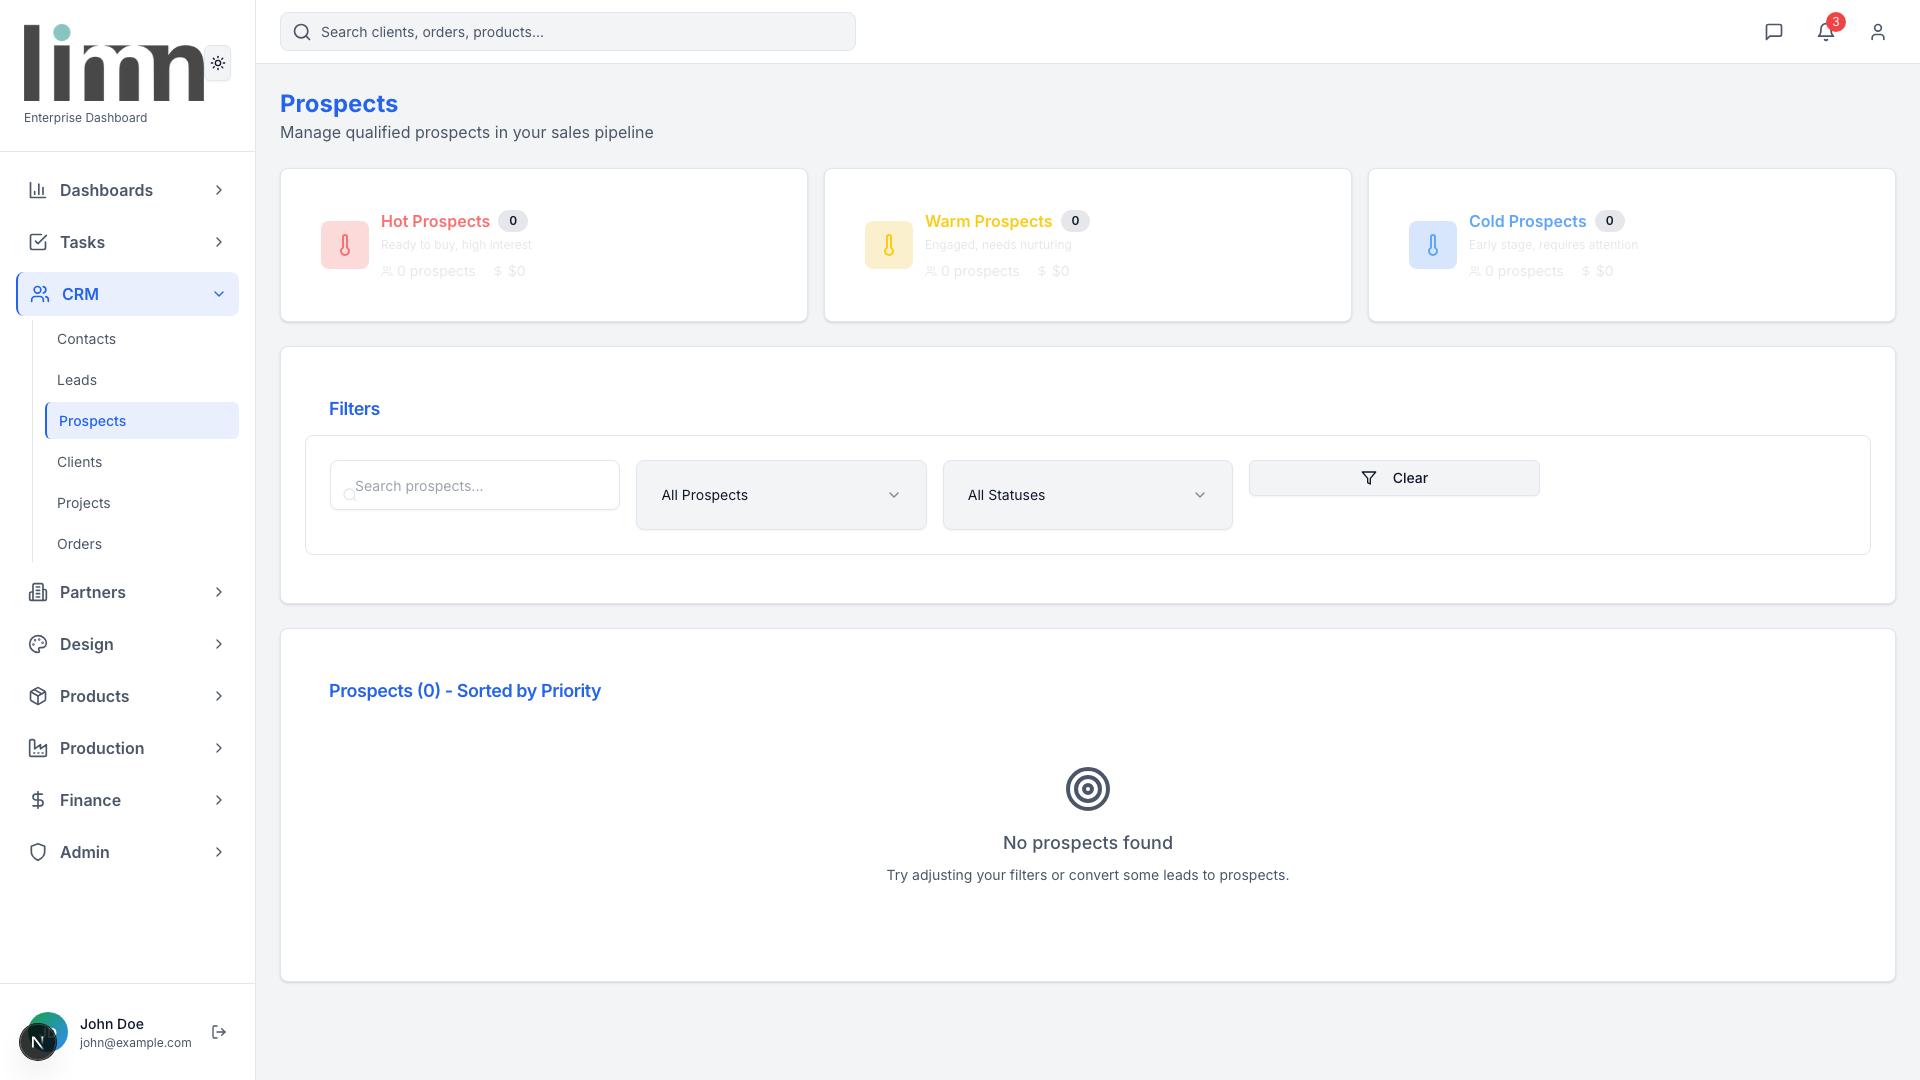 limn
Enterprise Dashboard
Search clients, orders, products...
3
Dashboards
Tasks
CRM
Contacts
Leads
Prospects
Clients
Projects
Orders
Partners
Design
Products
Production
Finance
Admin
John Doe
john@example.com
N
Prospects
Manage qualified prospects in your sales pipeline
Hot Prospects 0
Ready to buy, high interest
0 prospects $ $0
Warm Prospects 0
Engaged, needs nurturing
0 prospects $ $0
Cold Prospects 0
Early stage, requires attention
0 prospects $ $0
Filters
Search prospects...
All Prospects
All Statuses
Clear
Prospects (0) - Sorted by Priority
No prospects found
Try adjusting your filters or convert some leads to prospects.